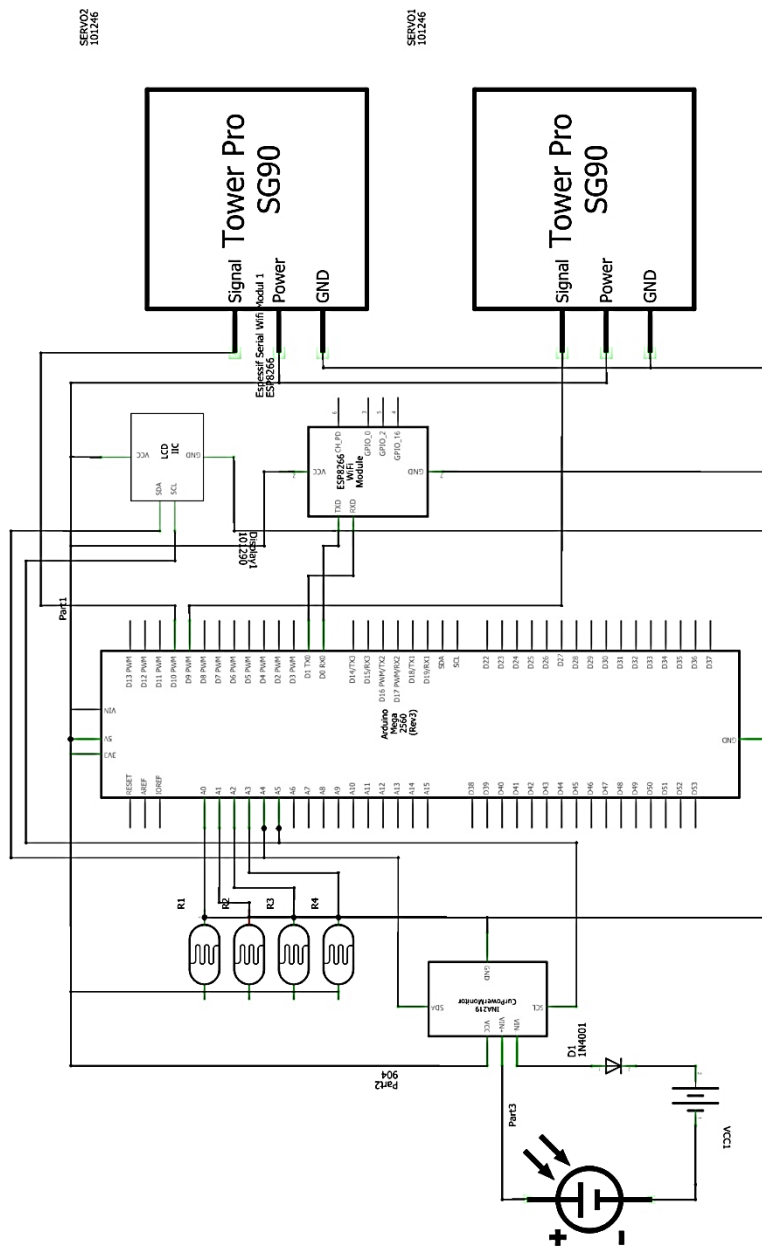 SERVO2
101246
SERVO1
101246
Tower Pro
SG90
Signal
Power
GND
Tower Pro
SG90
Signal
Power
GND
Espessif Serial Wifi Modul 1
ESP8266
LCD
IIC
VCC
GND
SDA
SCL
Display1
101290
ESP8266
WiFi
Module
CH_PD
GPIO_0
GPIO_2
GPIO_16
VCC
GND
TXD
RXD
Part1
D13 PWM
D12 PWM
D11 PWM
D10 PWM
D9 PWM
D8 PWM
D7 PWM
D6 PWM
D5 PWM
D4 PWM
D2 PWM
D3 PWM
D1 TX0
D0 RX0
D14/TX3
D15/RX3
D16 PWM/TX2
D17 PWM/RX2
D18/TX1
D19/RX1
SDA
SCL
D22
D23
D24
D25
D26
D27
D28
D29
D30
D31
D32
D33
D34
D35
D36
D37
VIN
5V
3V3
Arduino
Mega
2560
(Rev3)
GND
RESET
AREF
IOREF
A0
A1
A2
A3
A4
A5
A6
A7
A8
A9
A10
A11
A12
A13
A14
A15
D38
D39
D40
D41
D42
D43
D44
D45
D46
D47
D48
D49
D50
D51
D52
D53
R1
R2
R3
R4
GND
INA219
CurPowerMonitor
SDA
SCL
VCC
VIN+
VIN-
Part2
904
D1
1N4001
Part3
VCC1
+
-